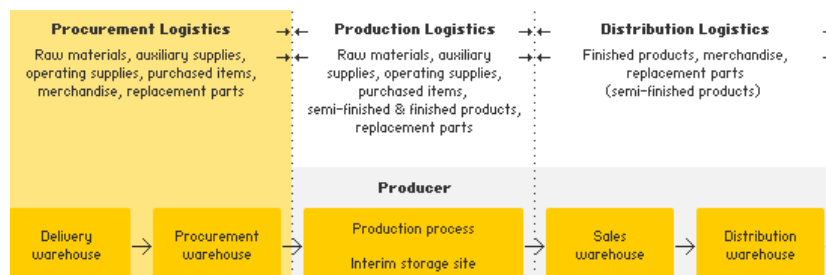 Procurement Logistics
Raw materials, auxiliary supplies,
operating supplies, purchased items,
merchandise, replacement parts
Production Logistics
Raw materials, auxiliary
supplies, operating supplies,
purchased items,
semi-finished & finished products,
replacement parts
Distribution Logistics
Finished products, merchandise,
replacement parts
(semi-finished products)
Producer
Delivery
warehouse
Procurement
warehouse
Production process
Interim storage site
Sales
warehouse
Distribution
warehouse